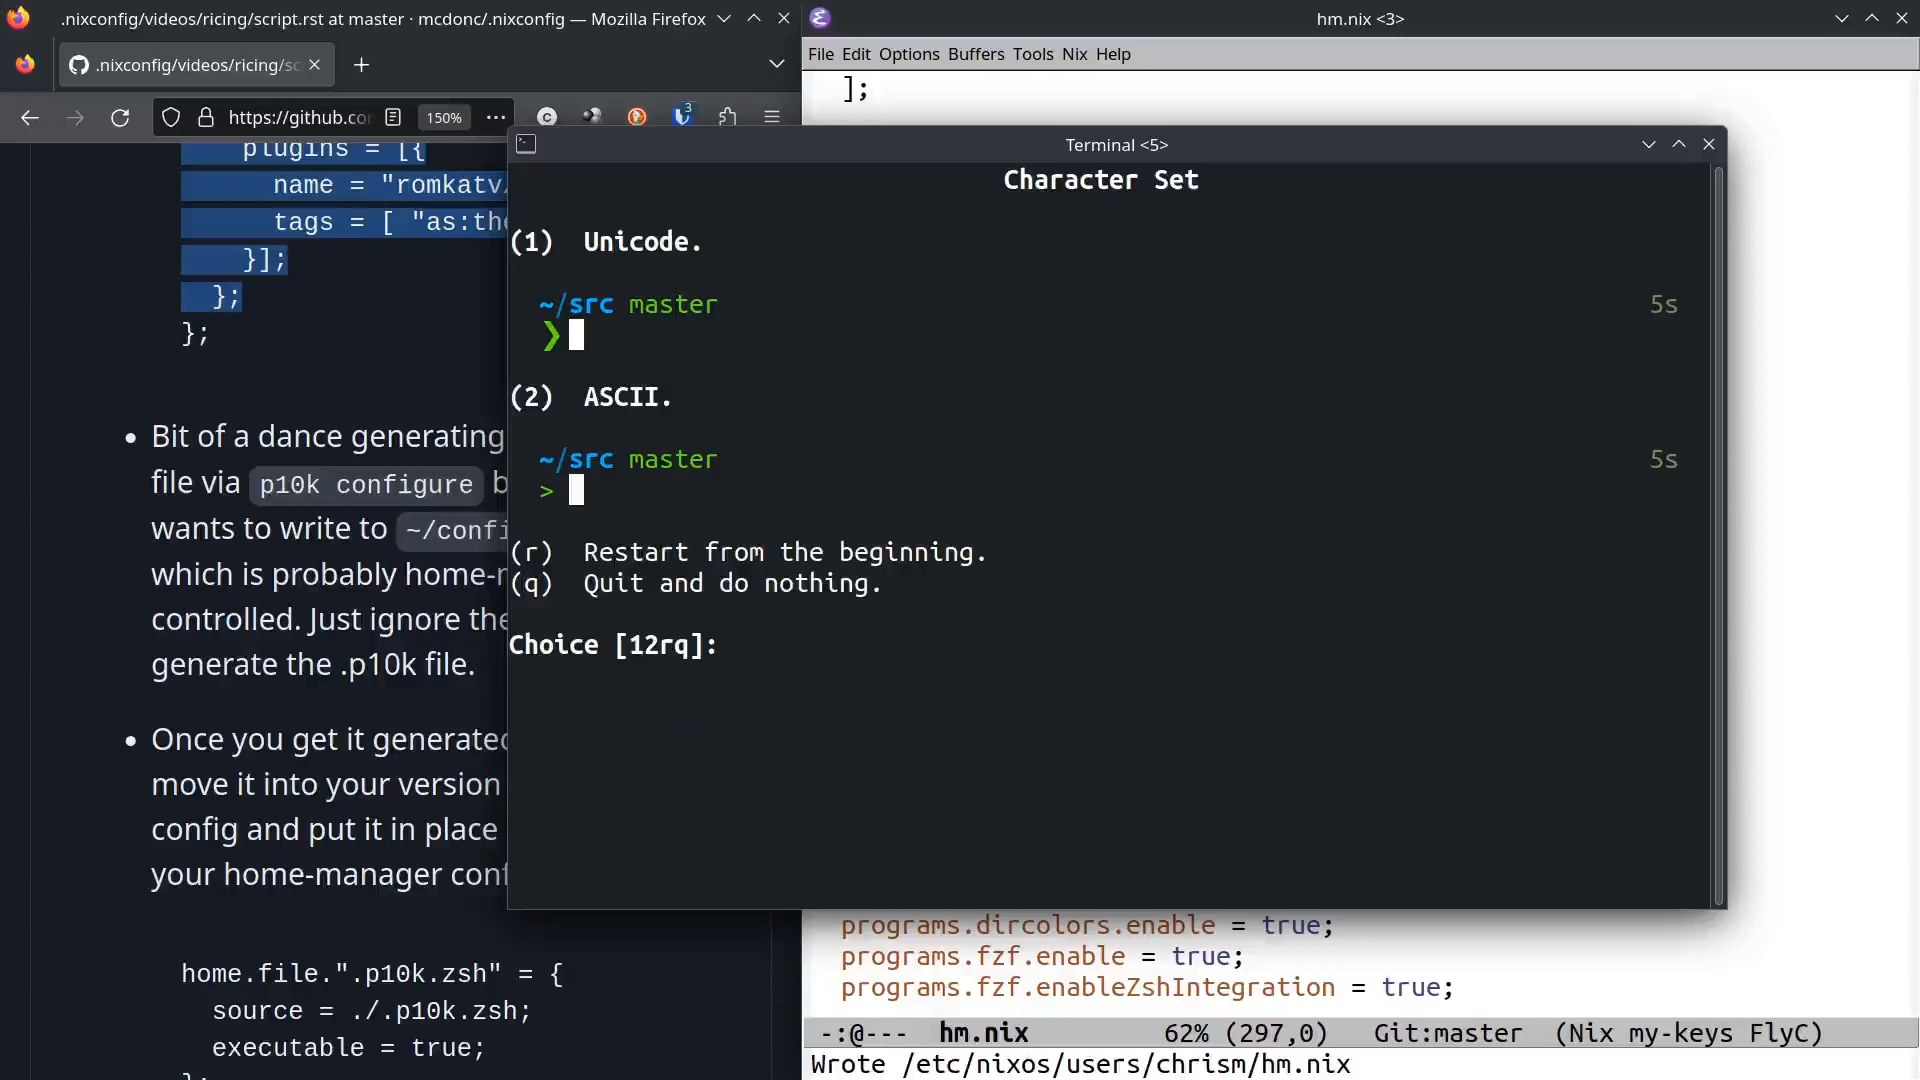 .nixconfig/videos/ricing/script.rst at master · mcdonc/.nixconfig — Mozilla Firefox
.nixconfig/videos/ricing/sc
https://github.co
150%
3
plugins = [{
name = "romkatv
tags = [ "as:the
}];
};
};
Bit of a dance generating
file via p10k configure b
wants to write to ~/confi
which is probably home-
controlled. Just ignore the
generate the .p10k file.
Once you get it generated
move it into your version
config and put it in place
your home-manager conf
home.file.".p10k.zsh" = {
source = ./.p10k.zsh;
executable = true;
hm.nix <3>
File Edit Options Buffers Tools Nix Help
];
Terminal <5>
Character Set
(1) Unicode.
~/src master 5s
❯
(2) ASCII.
~/src master 5s
>
(r) Restart from the beginning.
(q) Quit and do nothing.
Choice [12rq]:
programs.dircolors.enable = true;
programs.fzf.enable = true;
programs.fzf.enableZshIntegration = true;
-:@--- hm.nix 62% (297,0) Git:master (Nix my-keys FlyC)
Wrote /etc/nixos/users/chrism/hm.nix